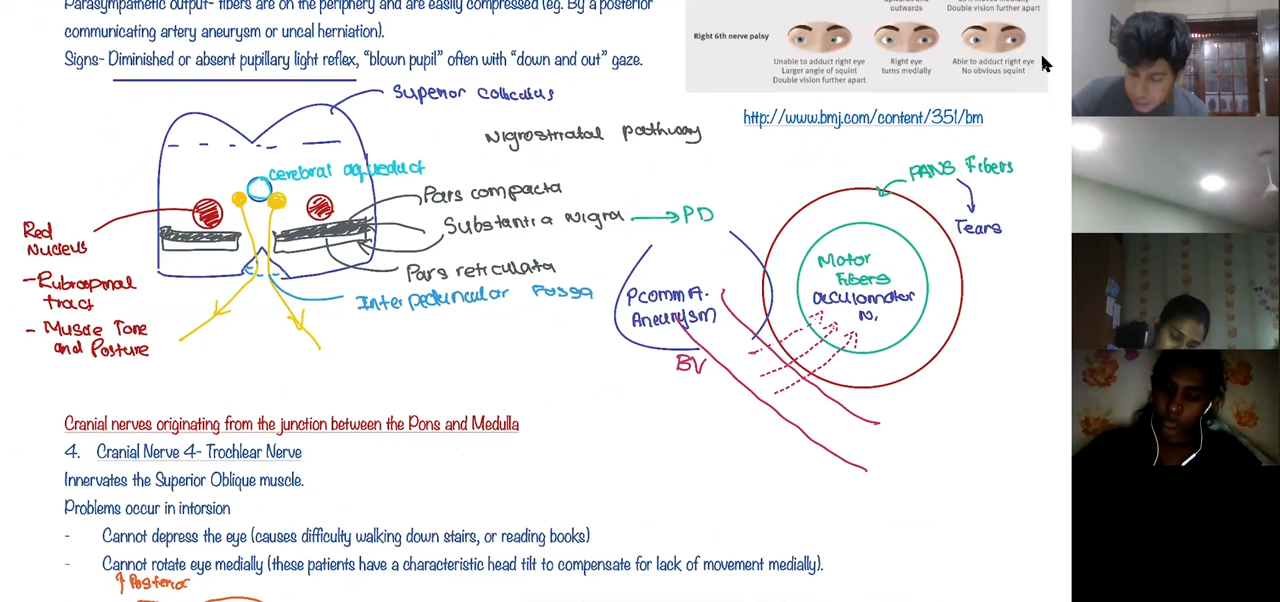 Parasympathetic output- fibers are on the periphery and are easily compressed (eg. By a posterior
communicating artery aneurysm or uncal herniation).
Signs- Diminished or absent pupillary light reflex, “blown pupil” often with “down and out” gaze.
outwards
Double vision further apart
Right 6th nerve palsy
Unable to adduct right eye
Larger angle of squint
Double vision further apart
Right eye
turns medially
Able to adduct right eye
No obvious squint
http://www.bmj.com/content/351/bm
Superior colliculus
Nigrostriatal pathway
cerebral aqueduct
Pars compacta
Substantia Nigra → PD
Pars reticulata
Interpeduncular Fossa
Red
Nucleus
- Rubrospinal
tract
- Muscle Tone
and Posture
PANS Fibers
Tears
Motor
Fibers
Occulomotor
N.
Pcomm A.
Aneurysm
BV
Cranial nerves originating from the junction between the Pons and Medulla
4. Cranial Nerve 4- Trochlear Nerve
Innervates the Superior Oblique muscle.
Problems occur in intorsion
- Cannot depress the eye (causes difficulty walking down stairs, or reading books)
- Cannot rotate eye medially (these patients have a characteristic head tilt to compensate for lack of movement medially).
↑ Posterior